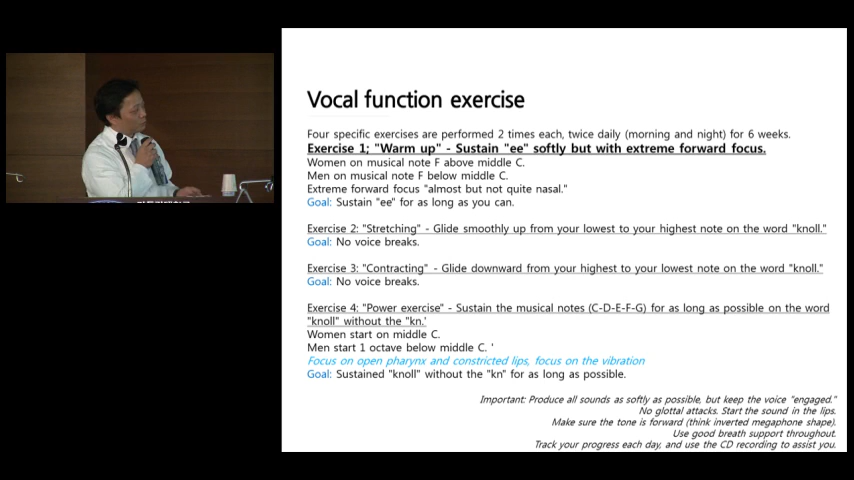 Vocal function exercise
Four specific exercises are performed 2 times each, twice daily (morning and night) for 6 weeks.
Exercise 1; "Warm up" - Sustain "ee" softly but with extreme forward focus.
Women on musical note F above middle C.
Men on musical note F below middle C.
Extreme forward focus "almost but not quite nasal."
Goal: Sustain "ee" for as long as you can.
Exercise 2: "Stretching" - Glide smoothly up from your lowest to your highest note on the word "knoll."
Goal: No voice breaks.
Exercise 3: "Contracting" - Glide downward from your highest to your lowest note on the word "knoll."
Goal: No voice breaks.
Exercise 4: "Power exercise" - Sustain the musical notes (C-D-E-F-G) for as long as possible on the word
"knoll" without the "kn.'
Women start on middle C.
Men start 1 octave below middle C. '
Focus on open pharynx and constricted lips, focus on the vibration
Goal: Sustained "knoll" without the "kn" for as long as possible.
Important: Produce all sounds as softly as possible, but keep the voice "engaged."
No glottal attacks. Start the sound in the lips.
Make sure the tone is forward (think inverted megaphone shape).
Use good breath support throughout.
Track your progress each day, and use the CD recording to assist you.